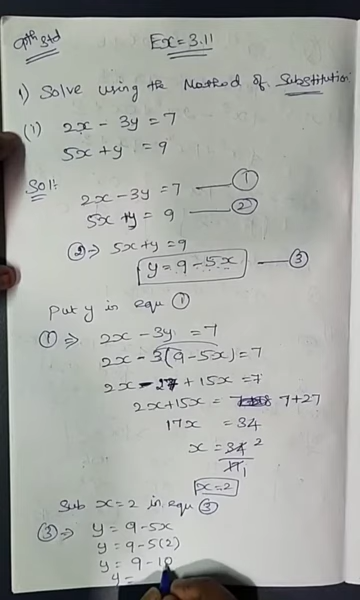 9th Std
Ex = 3.11
1) Solve using the Method of Substitution
(1) 2x - 3y = 7
5x + y = 9
Sol:
2x - 3y = 7 —— ①
5x + y = 9 —— ②
② ⇒ 5x + y = 9
y = 9 - 5x —— ③
Put y in equ ①
① ⇒ 2x - 3y = 7
2x - 3(9 - 5x) = 7
2x - 27 + 15x = 7
2x + 15x = 7 + 27
17x = 34
x = 34 2
17 1
x = 2
Sub x = 2 in equ ③
③ ⇒ y = 9 - 5x
y = 9 - 5(2)
y = 9 - 10
y =